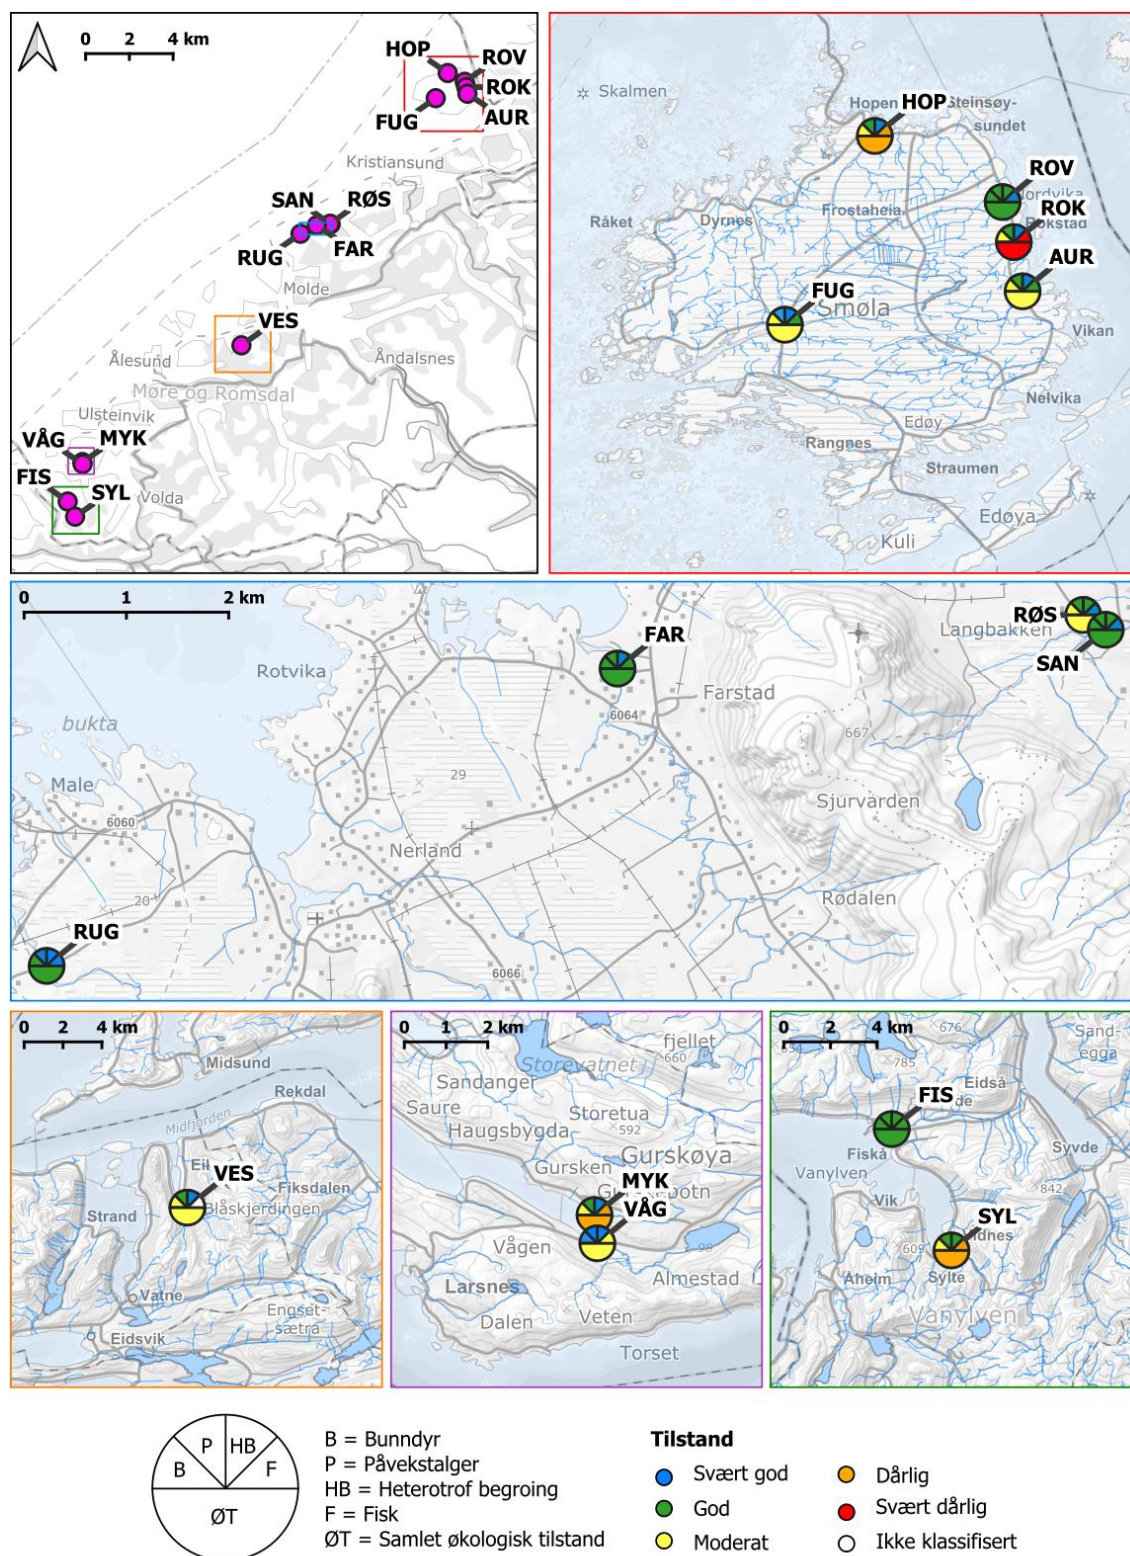 0 2 4 km
HOP
ROV
ROK
AUR
FUG
Kristiansund
SAN
RØS
RUG
FAR
Molde
VES
Ålesund
Åndalsnes
Møre og Romsdal
Ulsteinvik
VÅG
MYK
FIS
SYL
Volda
Skalmen
Hopen
HOP
Steinsøy-
sundet
ROV
Nordvika
ROK
Rokstad
Råket
Dyrnes
Frostaheia
AUR
FUG
Smøla
Vikan
Nelvika
Edøy
Rangnes
Straumen
Edøya
Kuli
0 1 2 km
Rotvika
FAR
RØS
Langbakken
SAN
Farstad
bukta
6064
667
Male
29
Sjurvarden
6060
Nerland
20
Rødalen
RUG
6066
0 2 4 km
Midsund
Rekdal
Midfjorden
VES
Fiksdalen
Blåskjerdingen
Strand
Vatne
Engset-
sætra
Eidsvik
0 1 2 km
fjellet
660
Storevatnet
Sandanger
Saure
Storetua
592
Haugsbygda
Gursken
Gurskøya
MYK
VÅG
Vågen
98
Larsnes
Almestad
Dalen
Veten
Torset
0 2 4 km
676
Sand-
egga
785
Eidså
FIS
Fiskå
Syvde
Vanylven
Vik
842
SYL
609
Åheim
Sylte
Vanylven
B
P
HB
F
ØT
B = Bunndyr
P = Påvekstalger
HB = Heterotrof begroing
F = Fisk
ØT = Samlet økologisk tilstand
Tilstand
Svært god
God
Moderat
Dårlig
Svært dårlig
Ikke klassifisert